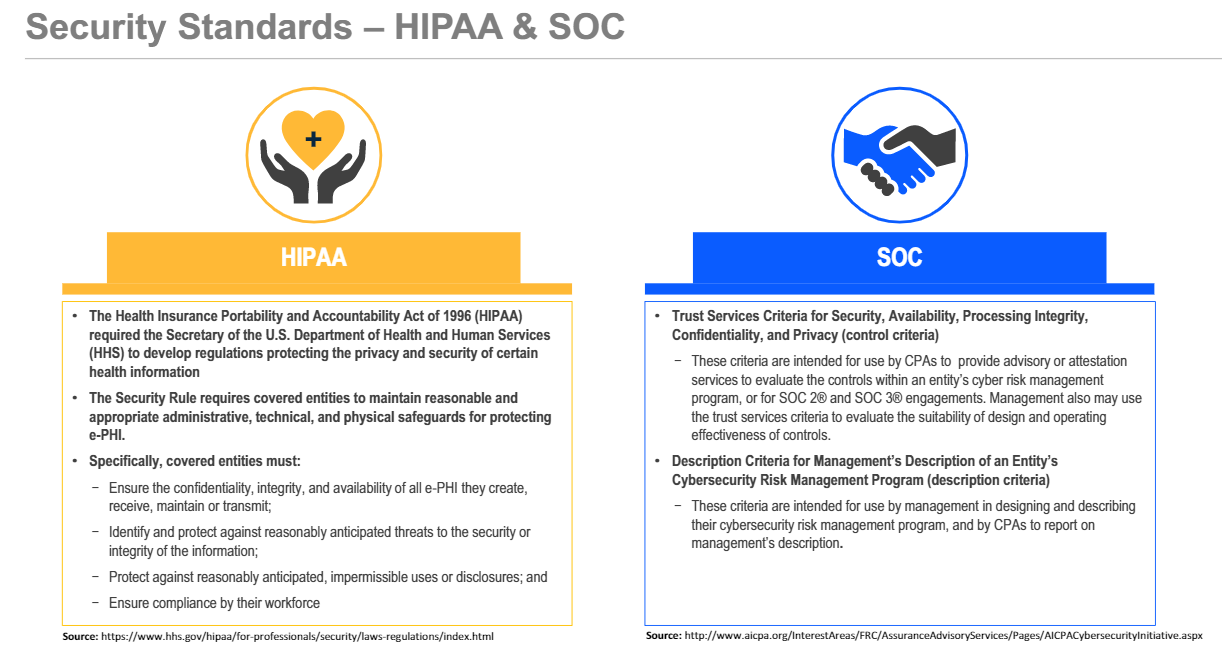 Security Standards – HIPAA & SOC
HIPAA
• The Health Insurance Portability and Accountability Act of 1996 (HIPAA)
required the Secretary of the U.S. Department of Health and Human Services
(HHS) to develop regulations protecting the privacy and security of certain
health information
• The Security Rule requires covered entities to maintain reasonable and
appropriate administrative, technical, and physical safeguards for protecting
e-PHI.
• Specifically, covered entities must:
− Ensure the confidentiality, integrity, and availability of all e-PHI they create,
receive, maintain or transmit;
− Identify and protect against reasonably anticipated threats to the security or
integrity of the information;
− Protect against reasonably anticipated, impermissible uses or disclosures; and
− Ensure compliance by their workforce
Source: https://www.hhs.gov/hipaa/for-professionals/security/laws-regulations/index.html
SOC
• Trust Services Criteria for Security, Availability, Processing Integrity,
Confidentiality, and Privacy (control criteria)
− These criteria are intended for use by CPAs to  provide advisory or attestation
services to evaluate the controls within an entity’s cyber risk management
program, or for SOC 2® and SOC 3® engagements. Management also may use
the trust services criteria to evaluate the suitability of design and operating
effectiveness of controls.
• Description Criteria for Management’s Description of an Entity’s
Cybersecurity Risk Management Program (description criteria)
− These criteria are intended for use by management in designing and describing
their cybersecurity risk management program, and by CPAs to report on
management’s description.
Source: http://www.aicpa.org/InterestAreas/FRC/AssuranceAdvisoryServices/Pages/AICPACybersecurityInitiative.aspx